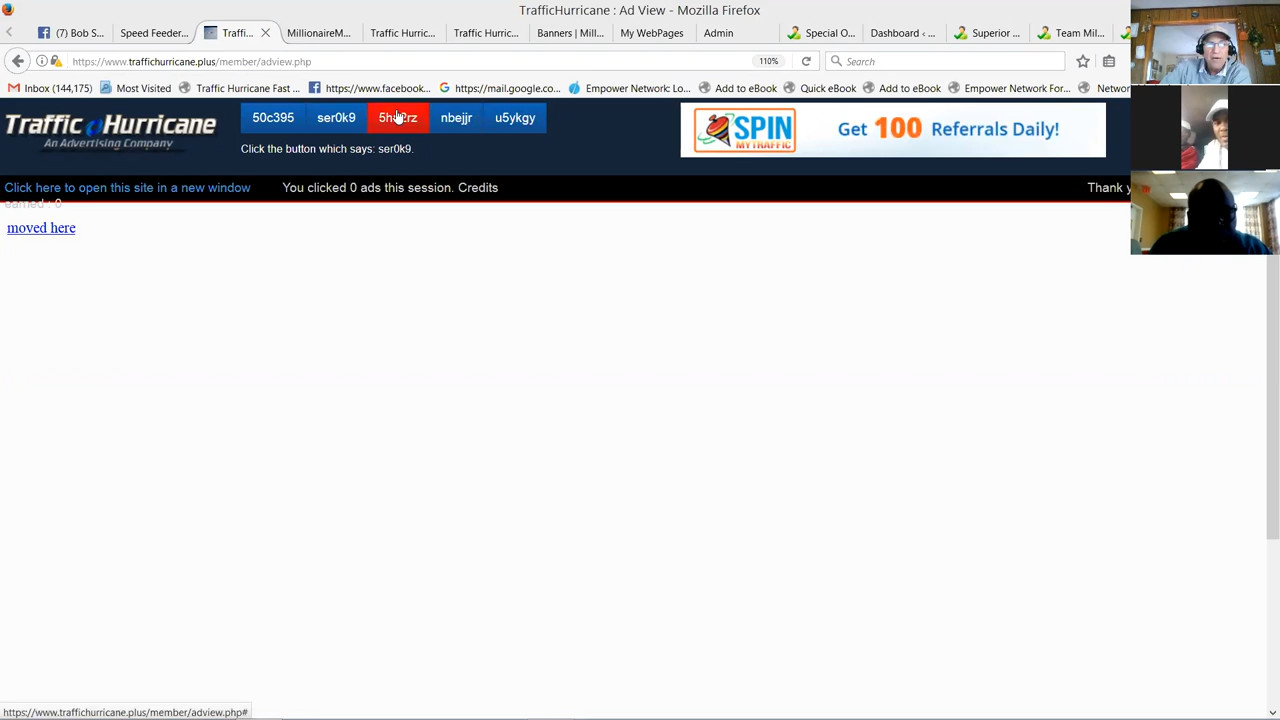 TrafficHurricane : Ad View - Mozilla Firefox
(7) Bob S...
Speed Feeder...
Traffi...
MillionaireM...
Traffic Hurric...
Traffic Hurric...
Banners | Mill...
My WebPages
Admin
Special O...
Dashboard ‹ ...
Superior ...
Team Mil...
https://www.traffichurricane.plus/member/adview.php
110%
Search
Inbox (144,175)
Most Visited
Traffic Hurricane Fast ...
https://www.facebook...
https://mail.google.co...
Empower Network: Lo...
Add to eBook
Quick eBook
Add to eBook
Empower Network For...
Networ
Traffic Hurricane
An Advertising Company
50c395
ser0k9
nbejjr
u5ykgy
Click the button which says: ser0k9.
SPIN
MY TRAFFIC
Get 100 Referrals Daily!
Click here to open this site in a new window
You clicked 0 ads this session. Credits
Thank y
earned : 0
moved here
https://www.traffichurricane.plus/member/adview.php#